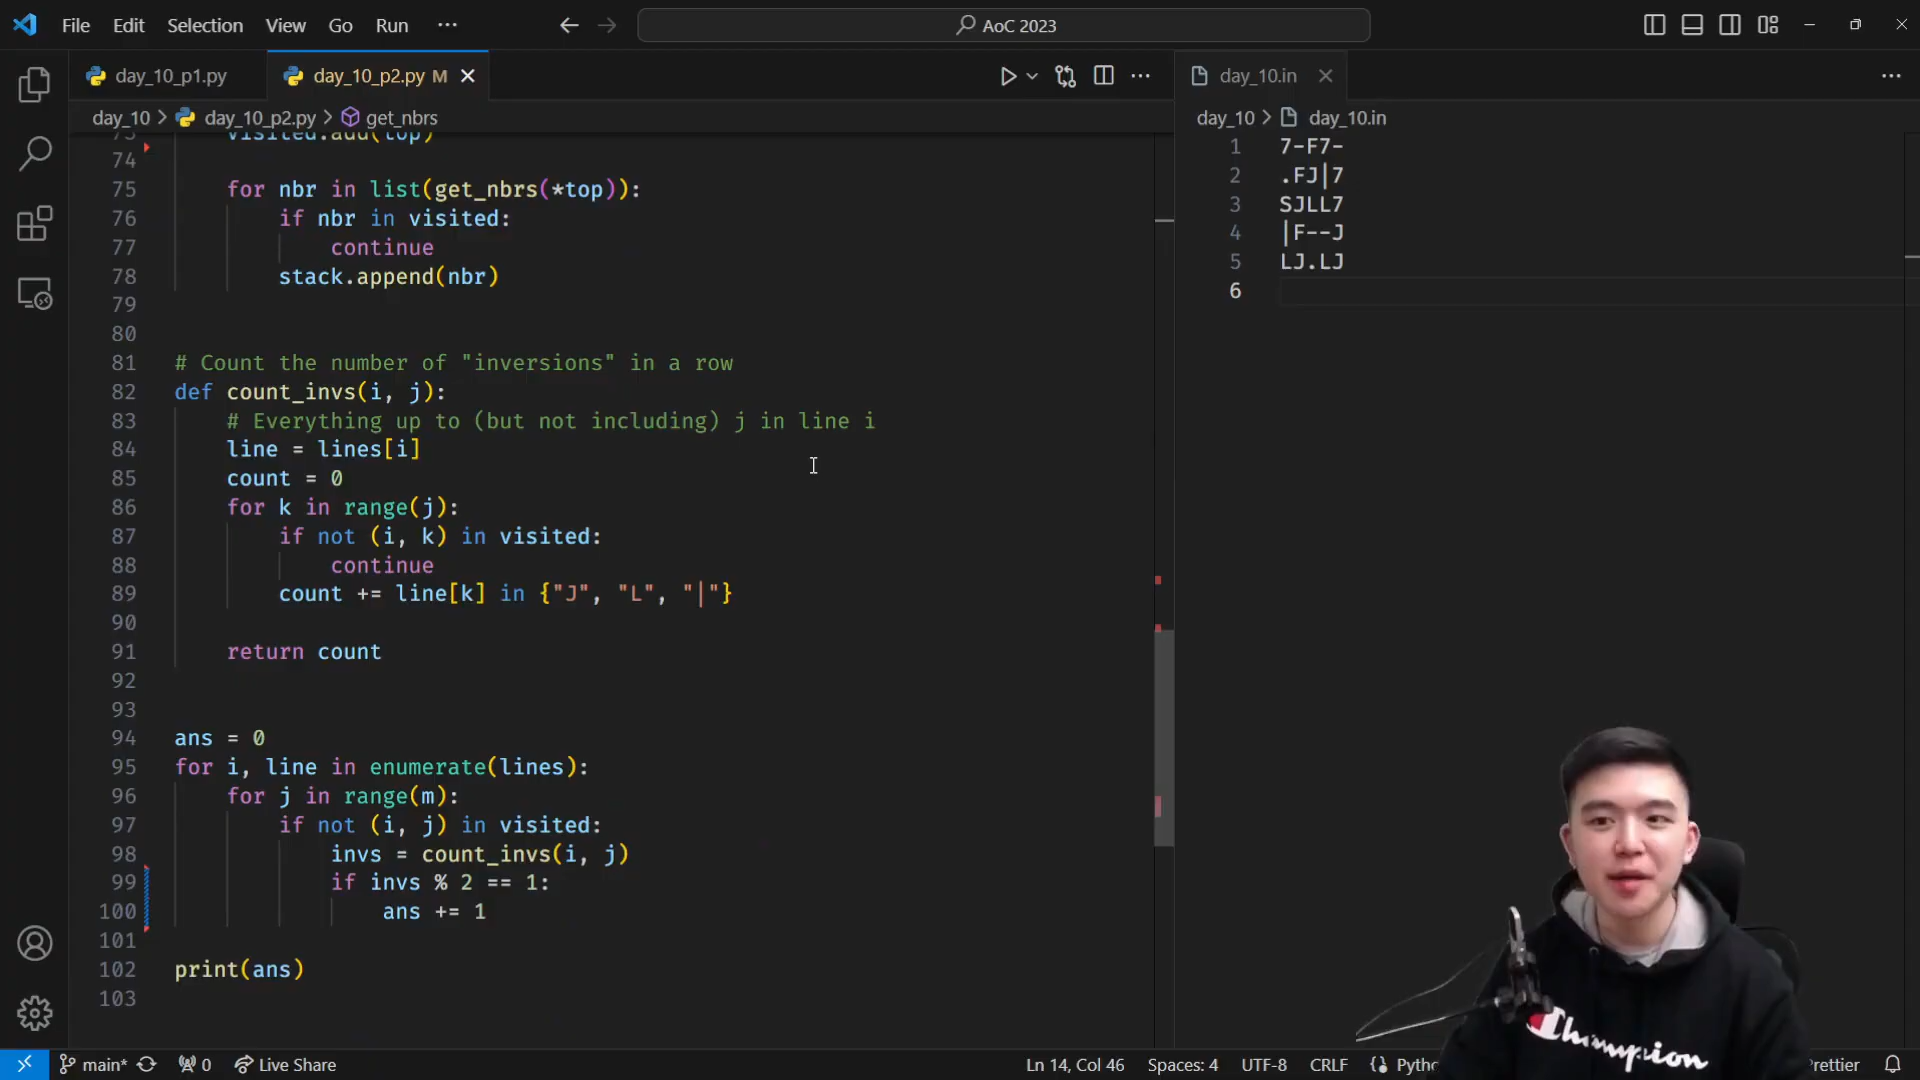 File Edit Selection View Go Run ··· AoC 2023
day_10_p1.py day_10_p2.py M day_10.in
day_10 > day_10_p2.py > get_nbrs
day_10 > day_10.in
73 visited.add(top)
74
75 for nbr in list(get_nbrs(*top)):
76 if nbr in visited:
77 continue
78 stack.append(nbr)
79
80
81 # Count the number of "inversions" in a row
82 def count_invs(i, j):
83 # Everything up to (but not including) j in line i
84 line = lines[i]
85 count = 0
86 for k in range(j):
87 if not (i, k) in visited:
88 continue
89 count += line[k] in {"J", "L", "|"}
90
91 return count
92
93
94 ans = 0
95 for i, line in enumerate(lines):
96 for j in range(m):
97 if not (i, j) in visited:
98 invs = count_invs(i, j)
99 if invs % 2 == 1:
100 ans += 1
101
102 print(ans)
103
1 7-F7-
2 .FJ|7
3 SJLL7
4 |F--J
5 LJ.LJ
6
Champion
main* 0 Live Share Ln 14, Col 46 Spaces: 4 UTF-8 CRLF